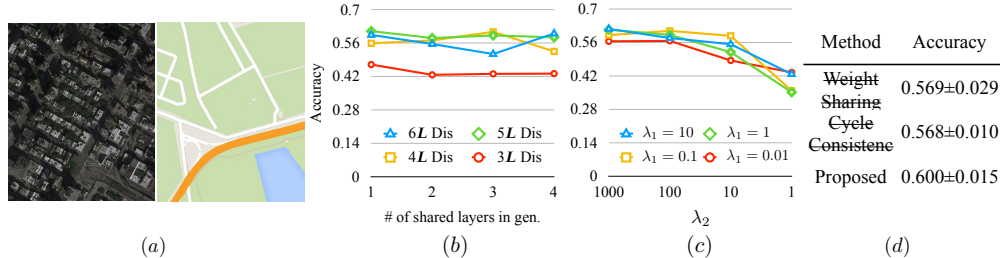 0.7
0.56
0.42
0.28
0.14
0
Accuracy
6L Dis
5L Dis
4L Dis
3L Dis
1
2
3
4
# of shared layers in gen.
0.7
0.56
0.42
0.28
0.14
0
λ₁ = 10
λ₁ = 1
λ₁ = 0.1
λ₁ = 0.01
1000
100
10
1
λ₂
Method Accuracy
Weight
Sharing
0.569±0.029
Cycle
Consistenc
0.568±0.010
Proposed 0.600±0.015
(a)
(b)
(c)
(d)